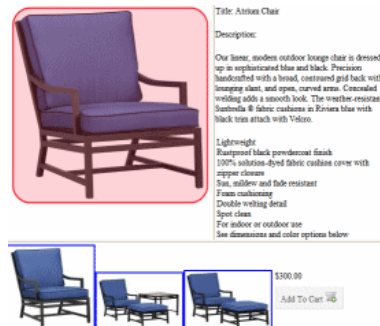 Title: Atrium Chair
Description:
Our linear, modern outdoor lounge chair is dressed
up in sophisticated blue and black. Precision
handcrafted with a broad, contoured grid back with
lounging slant, and open, curved arms. Concealed
welding adds a smooth look. The weather-resistan
Sunbrella ® fabric cushions in Riviera blue with
black trim attach with Velcro.
Lightweight
Rustproof black powdercoat finish
100% solution-dyed fabric cushion cover with
zipper closure
Sun, mildew and fade resistant
Foam cushioning
Double welting detail
Spot clean
For indoor or outdoor use
See dimensions and color options below
$300.00
Add To Cart